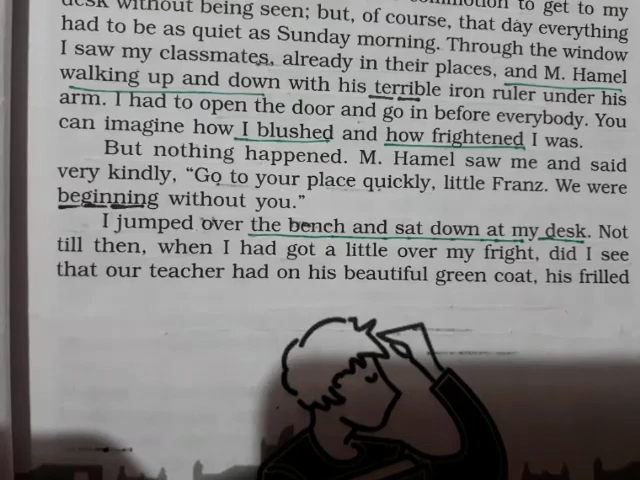 desk without being seen; but, of course, that day everything
had to be as quiet as Sunday morning. Through the window
I saw my classmates, already in their places, and M. Hamel
walking up and down with his terrible iron ruler under his
arm. I had to open the door and go in before everybody. You
can imagine how I blushed and how frightened I was.
But nothing happened. M. Hamel saw me and said
very kindly, “Go to your place quickly, little Franz. We were
beginning without you.”
I jumped over the bench and sat down at my desk. Not
till then, when I had got a little over my fright, did I see
that our teacher had on his beautiful green coat, his frilled